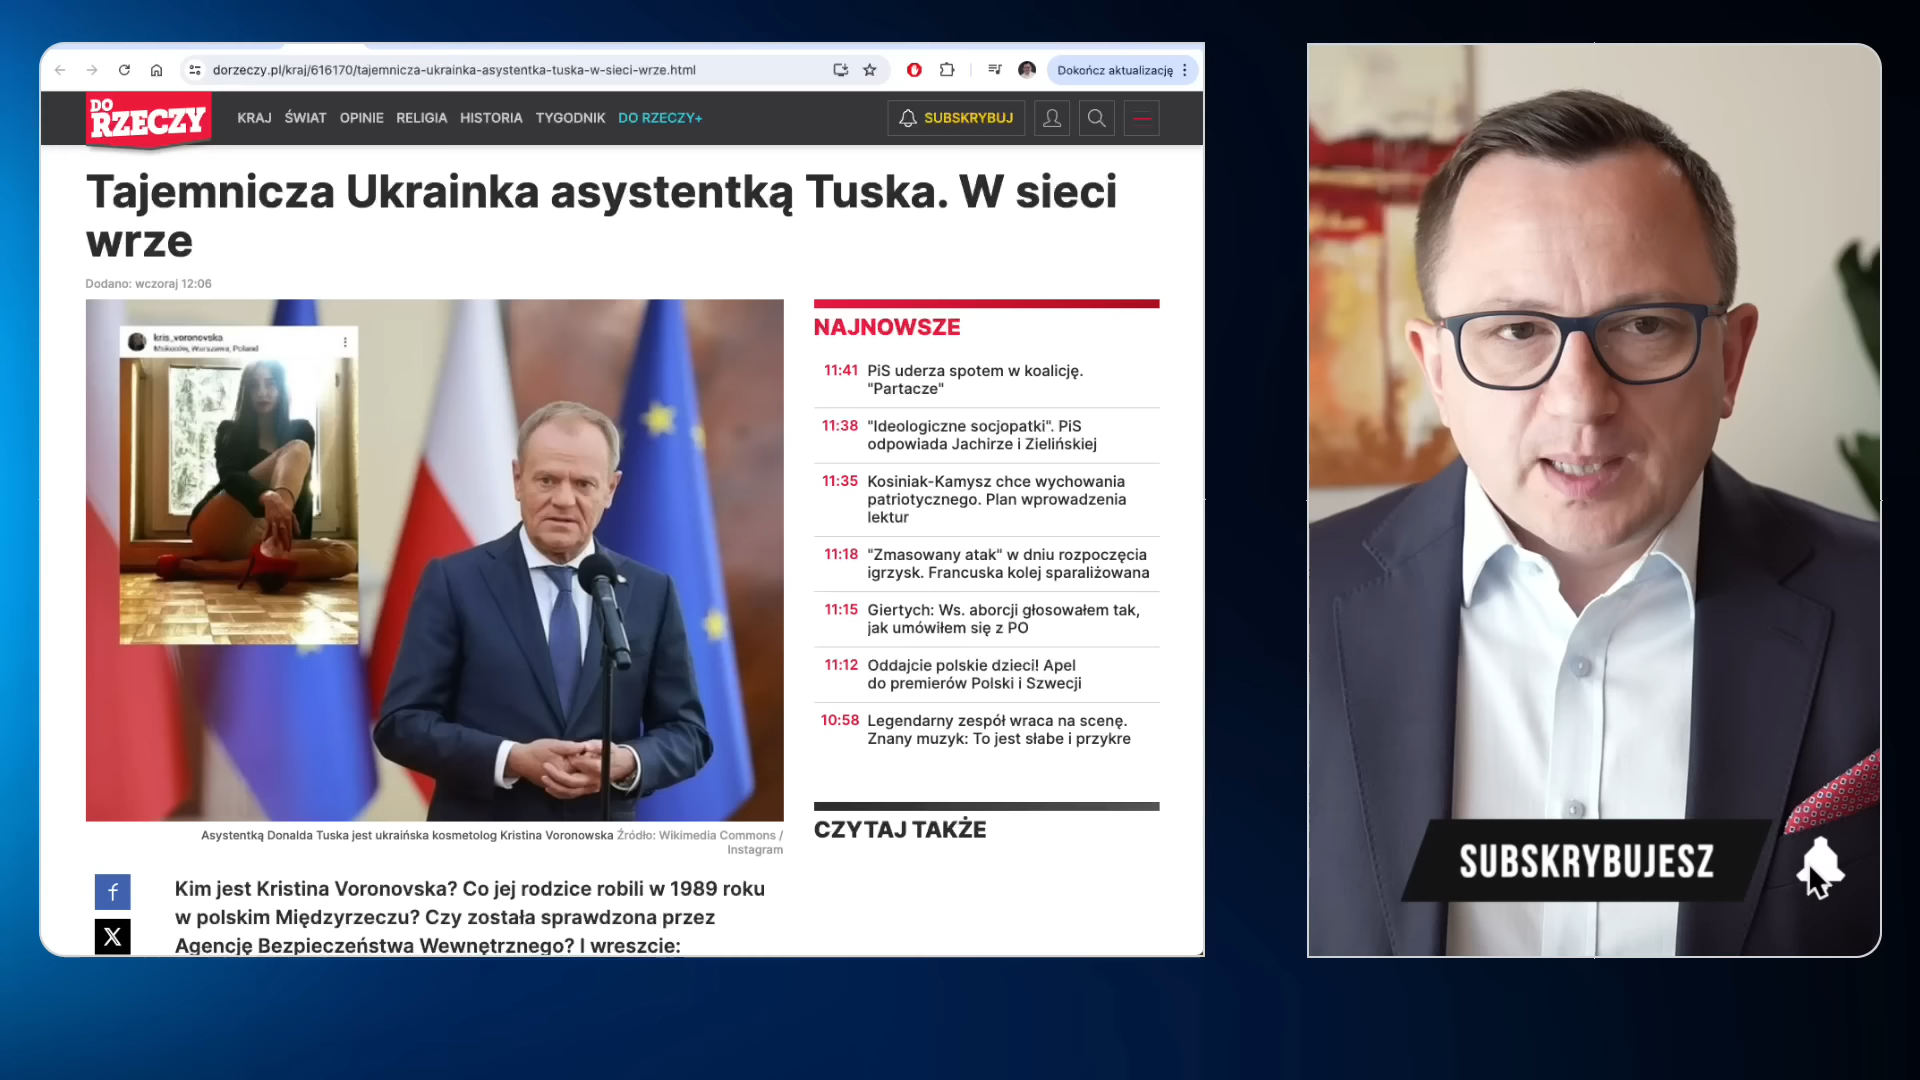 dorzeczy.pl/kraj/616170/tajemnicza-ukrainka-asystentka-tuska-w-sieci-wrze.html
Dokończ aktualizację
DO
RZECZY
KRAJ ŚWIAT OPINIE RELIGIA HISTORIA TYGODNIK DO RZECZY+
SUBSKRYBUJ
Tajemnicza Ukrainka asystentką Tuska. W sieci
wrze
Dodano: wczoraj 12:06
kris_voronovska
Mokotów, Warszawa, Poland
Asystentką Donalda Tuska jest ukraińska kosmetolog Kristina Voronowska Źródło: Wikimedia Commons /
Instagram
Kim jest Kristina Voronovska? Co jej rodzice robili w 1989 roku
w polskim Międzyrzeczu? Czy została sprawdzona przez
Agencję Bezpieczeństwa Wewnętrznego? I wreszcie:
NAJNOWSZE
11:41 PiS uderza spotem w koalicję.
"Partacze"
11:38 "Ideologiczne socjopatki". PiS
odpowiada Jachirze i Zielińskiej
11:35 Kosiniak-Kamysz chce wychowania
patriotycznego. Plan wprowadzenia
lektur
11:18 "Zmasowany atak" w dniu rozpoczęcia
igrzysk. Francuska kolej sparaliżowana
11:15 Giertych: Ws. aborcji głosowałem tak,
jak umówiłem się z PO
11:12 Oddajcie polskie dzieci! Apel
do premierów Polski i Szwecji
10:58 Legendarny zespół wraca na scenę.
Znany muzyk: To jest słabe i przykre
CZYTAJ TAKŻE
SUBSKRYBUJESZ